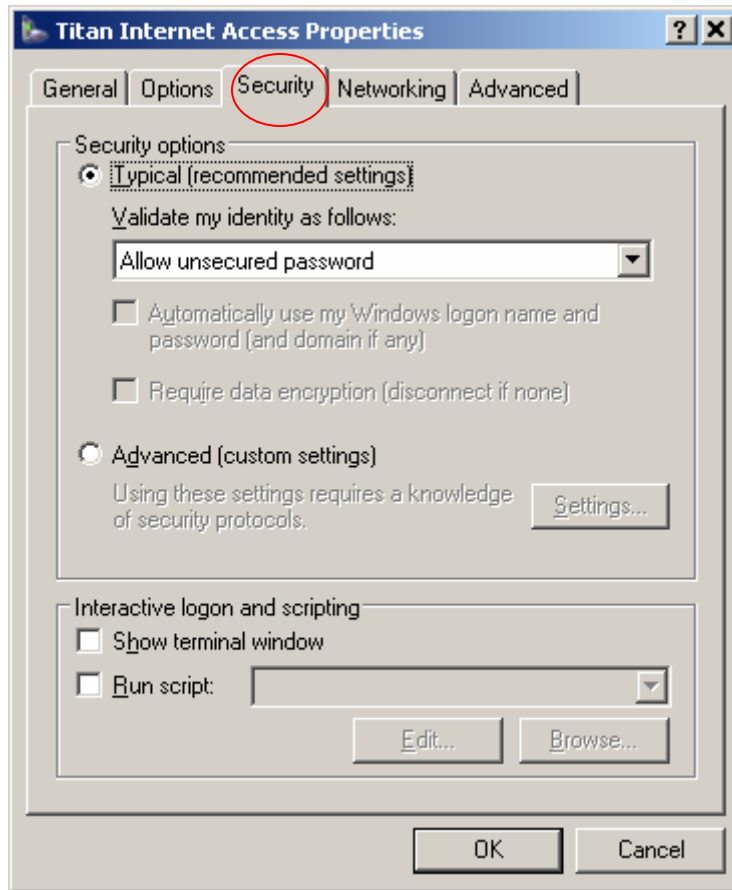 Titan Internet Access Properties
General Options Security Networking Advanced
Security options
Typical (recommended settings)
Validate my identity as follows:
Allow unsecured password
Automatically use my Windows logon name and
password (and domain if any)
Require data encryption (disconnect if none)
Advanced (custom settings)
Using these settings requires a knowledge
of security protocols.
Settings...
Interactive logon and scripting
Show terminal window
Run script:
Edit... Browse...
OK Cancel